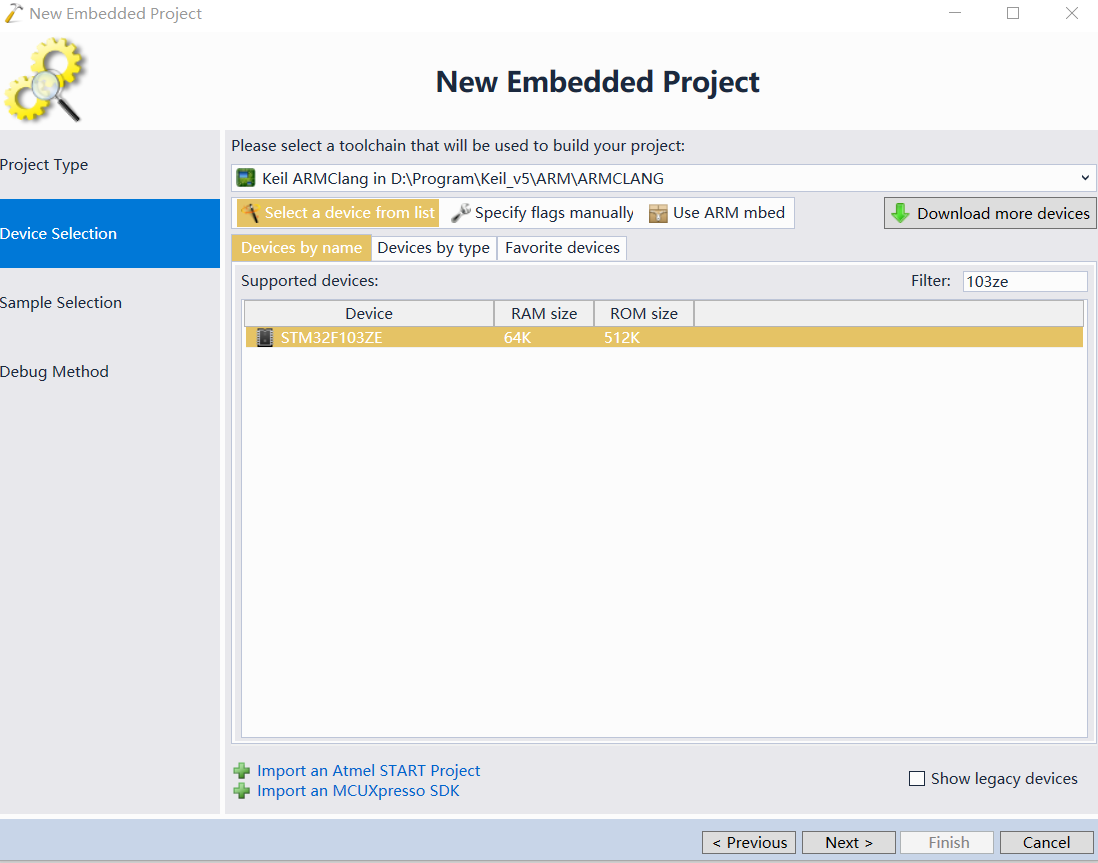 New Embedded Project
New Embedded Project
Project Type
Device Selection
Sample Selection
Debug Method
Please select a toolchain that will be used to build your project:
Keil ARMClang in D:\Program\Keil_v5\ARM\ARMCLANG
Select a device from list Specify flags manually Use ARM mbed Download more devices
Devices by name Devices by type Favorite devices
Supported devices: Filter: 103ze
Device RAM size ROM size
STM32F103ZE 64K 512K
Import an Atmel START Project
Import an MCUXpresso SDK
Show legacy devices
< Previous Next > Finish Cancel